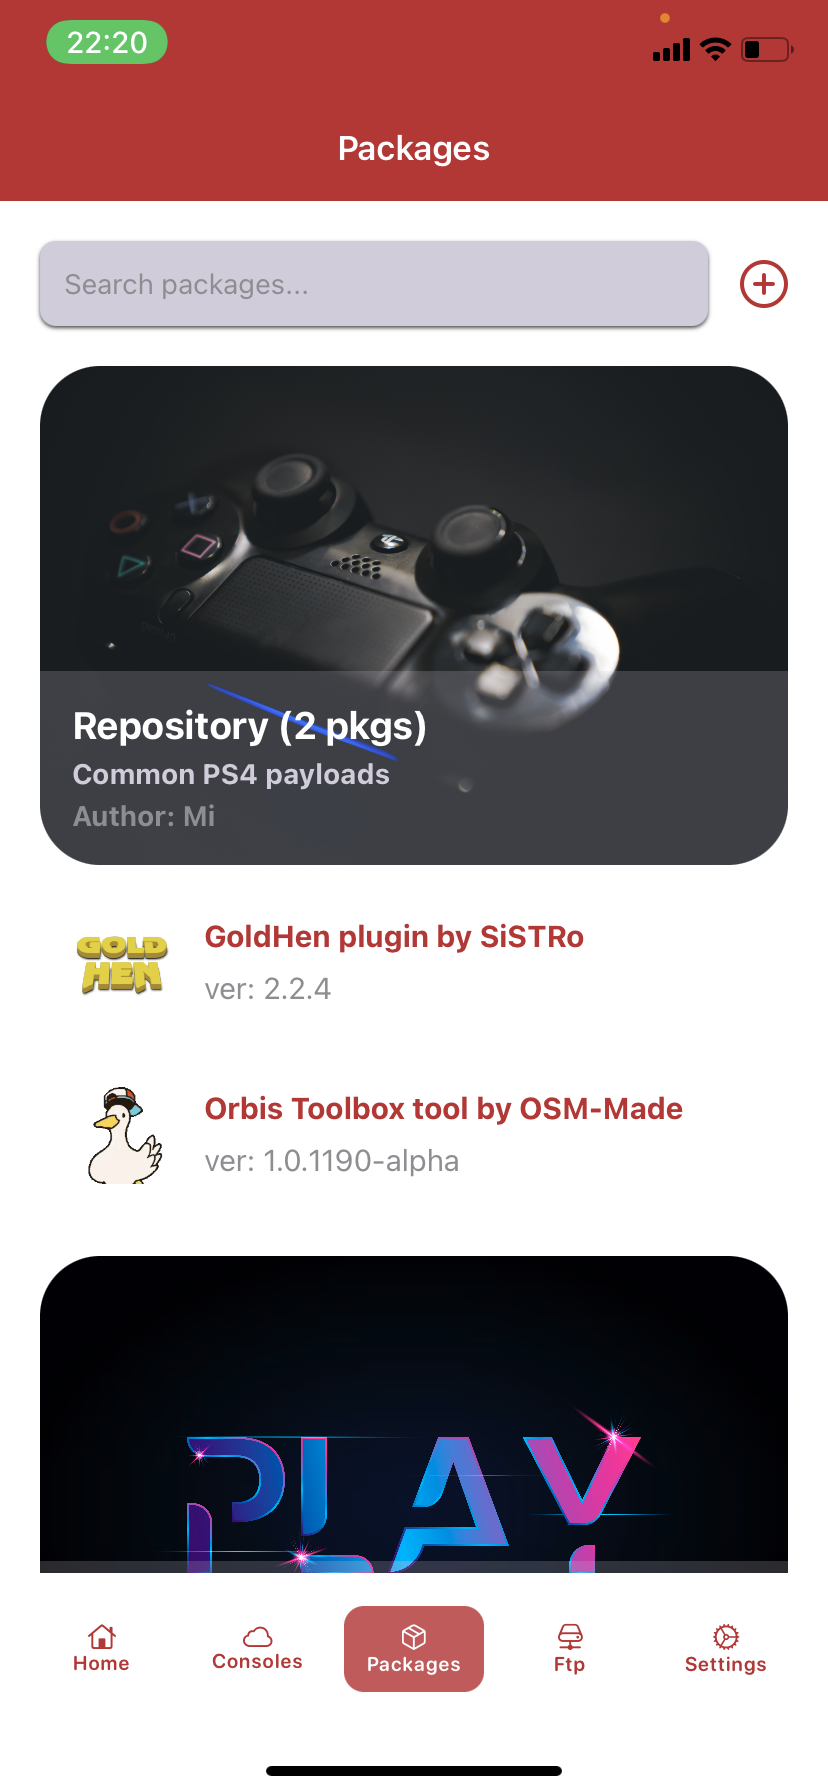 22:20
Packages
Search packages...
Repository (2 pkgs)
Common PS4 payloads
Author: Mi
GOLD
HEN
GoldHen plugin by SiSTRo
ver: 2.2.4
Orbis Toolbox tool by OSM-Made
ver: 1.0.1190-alpha
PLAY
Home
Consoles
Packages
Ftp
Settings